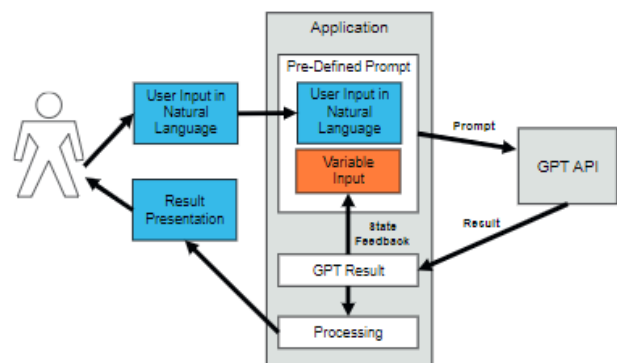 Application
Pre-Defined Prompt
User Input in
Natural
Language
User Input in
Natural
Language
Variable
Input
Prompt
GPT API
Result
Presentation
State
Feedback
Result
GPT Result
Processing